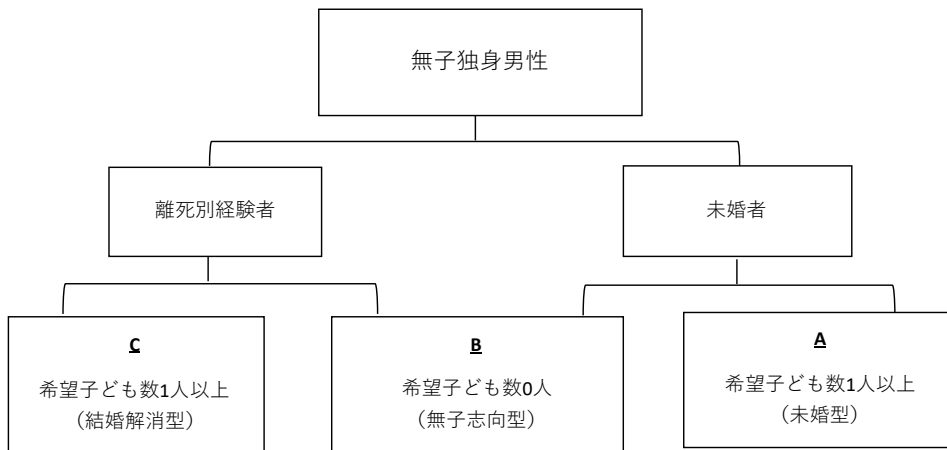 無子独身男性
離死別経験者
未婚者
C
希望子ども数1人以上
（結婚解消型）
B
希望子ども数0人
（無子志向型）
A
希望子ども数1人以上
（未婚型）